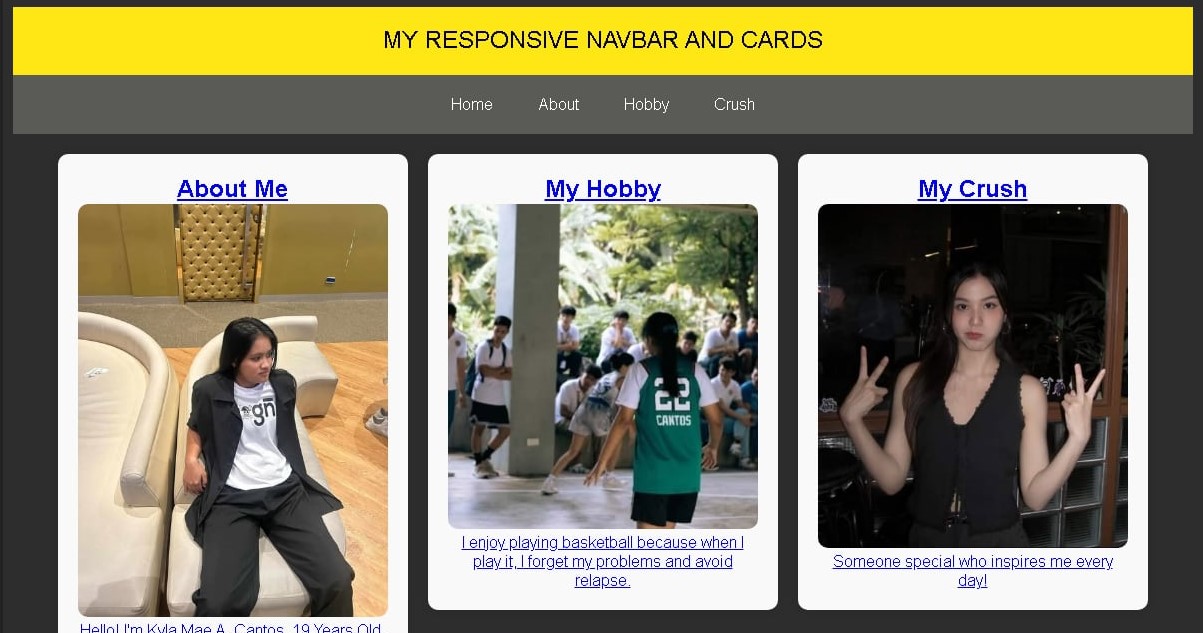 MY RESPONSIVE NAVBAR AND CARDS
Home About Hobby Crush
About Me
gn
Hello! I'm Kyla Mae A. Cantos, 19 Years Old
My Hobby
22
CANTOS
I enjoy playing basketball because when I
play it, I forget my problems and avoid
relapse.
My Crush
Someone special who inspires me every
day!